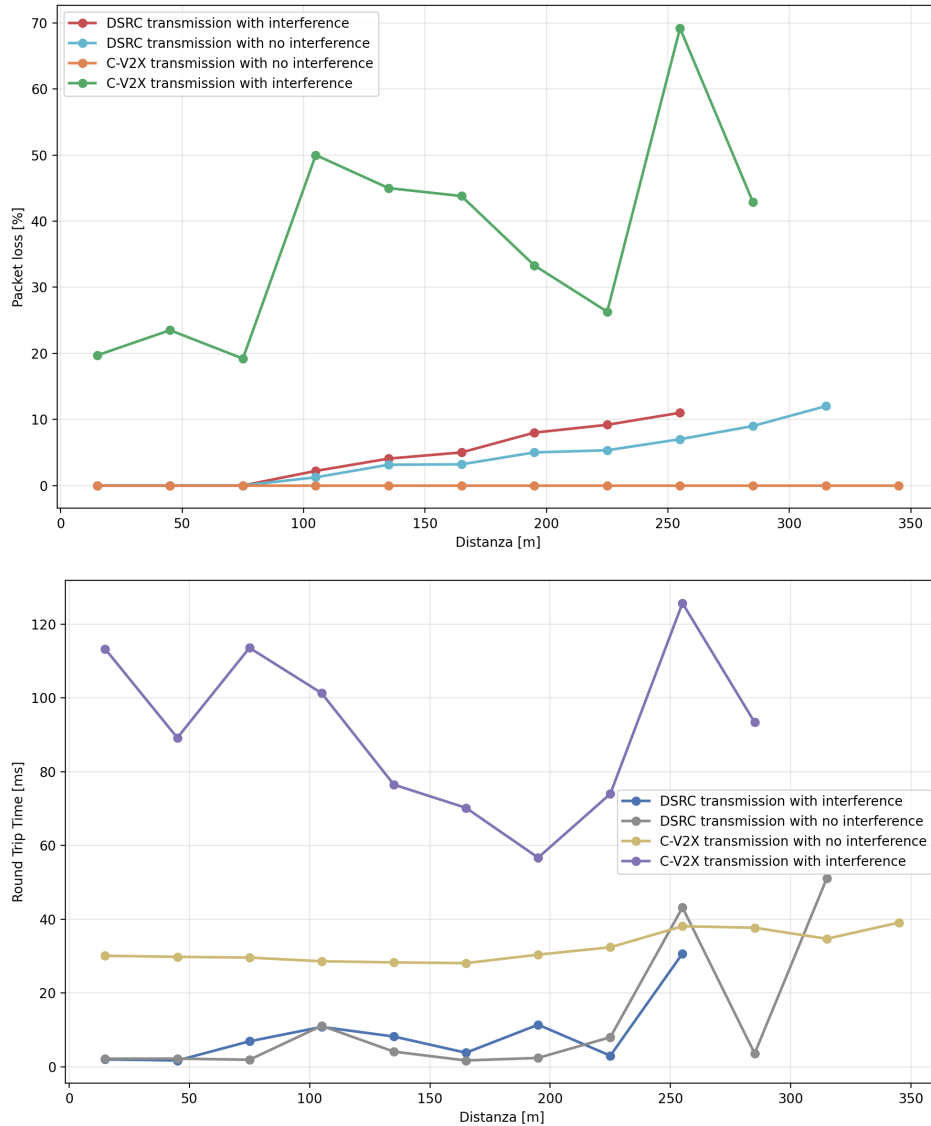 70
60
50
40
30
20
10
0
Packet loss [%]
DSRC transmission with interference
DSRC transmission with no interference
C-V2X transmission with no interference
C-V2X transmission with interference
0 50 100 150 200 250 300 350
Distanza [m]
120
100
80
60
40
20
0
Round Trip Time [ms]
DSRC transmission with interference
DSRC transmission with no interference
C-V2X transmission with no interference
C-V2X transmission with interference
0 50 100 150 200 250 300 350
Distanza [m]